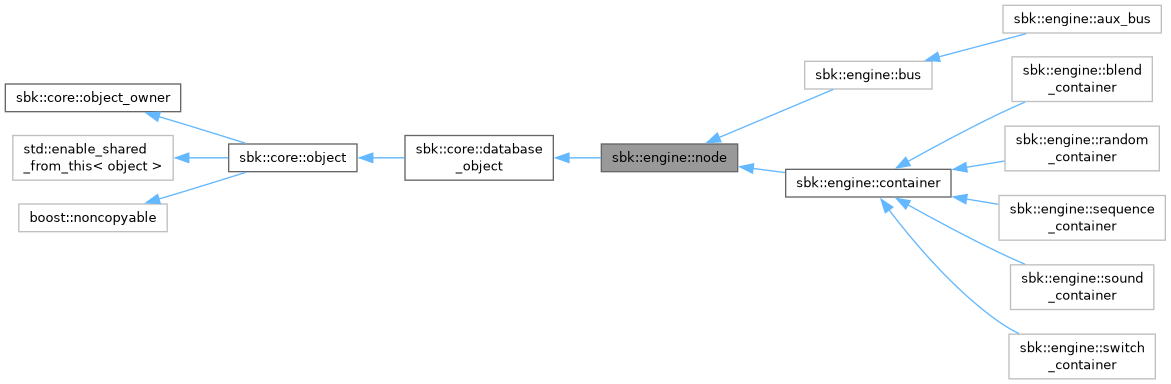 sbk::core::object_owner
std::enable_shared
_from_this< object >
boost::noncopyable
sbk::core::object
sbk::core::database
_object
sbk::engine::node
sbk::engine::bus
sbk::engine::container
sbk::engine::aux_bus
sbk::engine::blend
_container
sbk::engine::random
_container
sbk::engine::sequence
_container
sbk::engine::sound
_container
sbk::engine::switch
_container